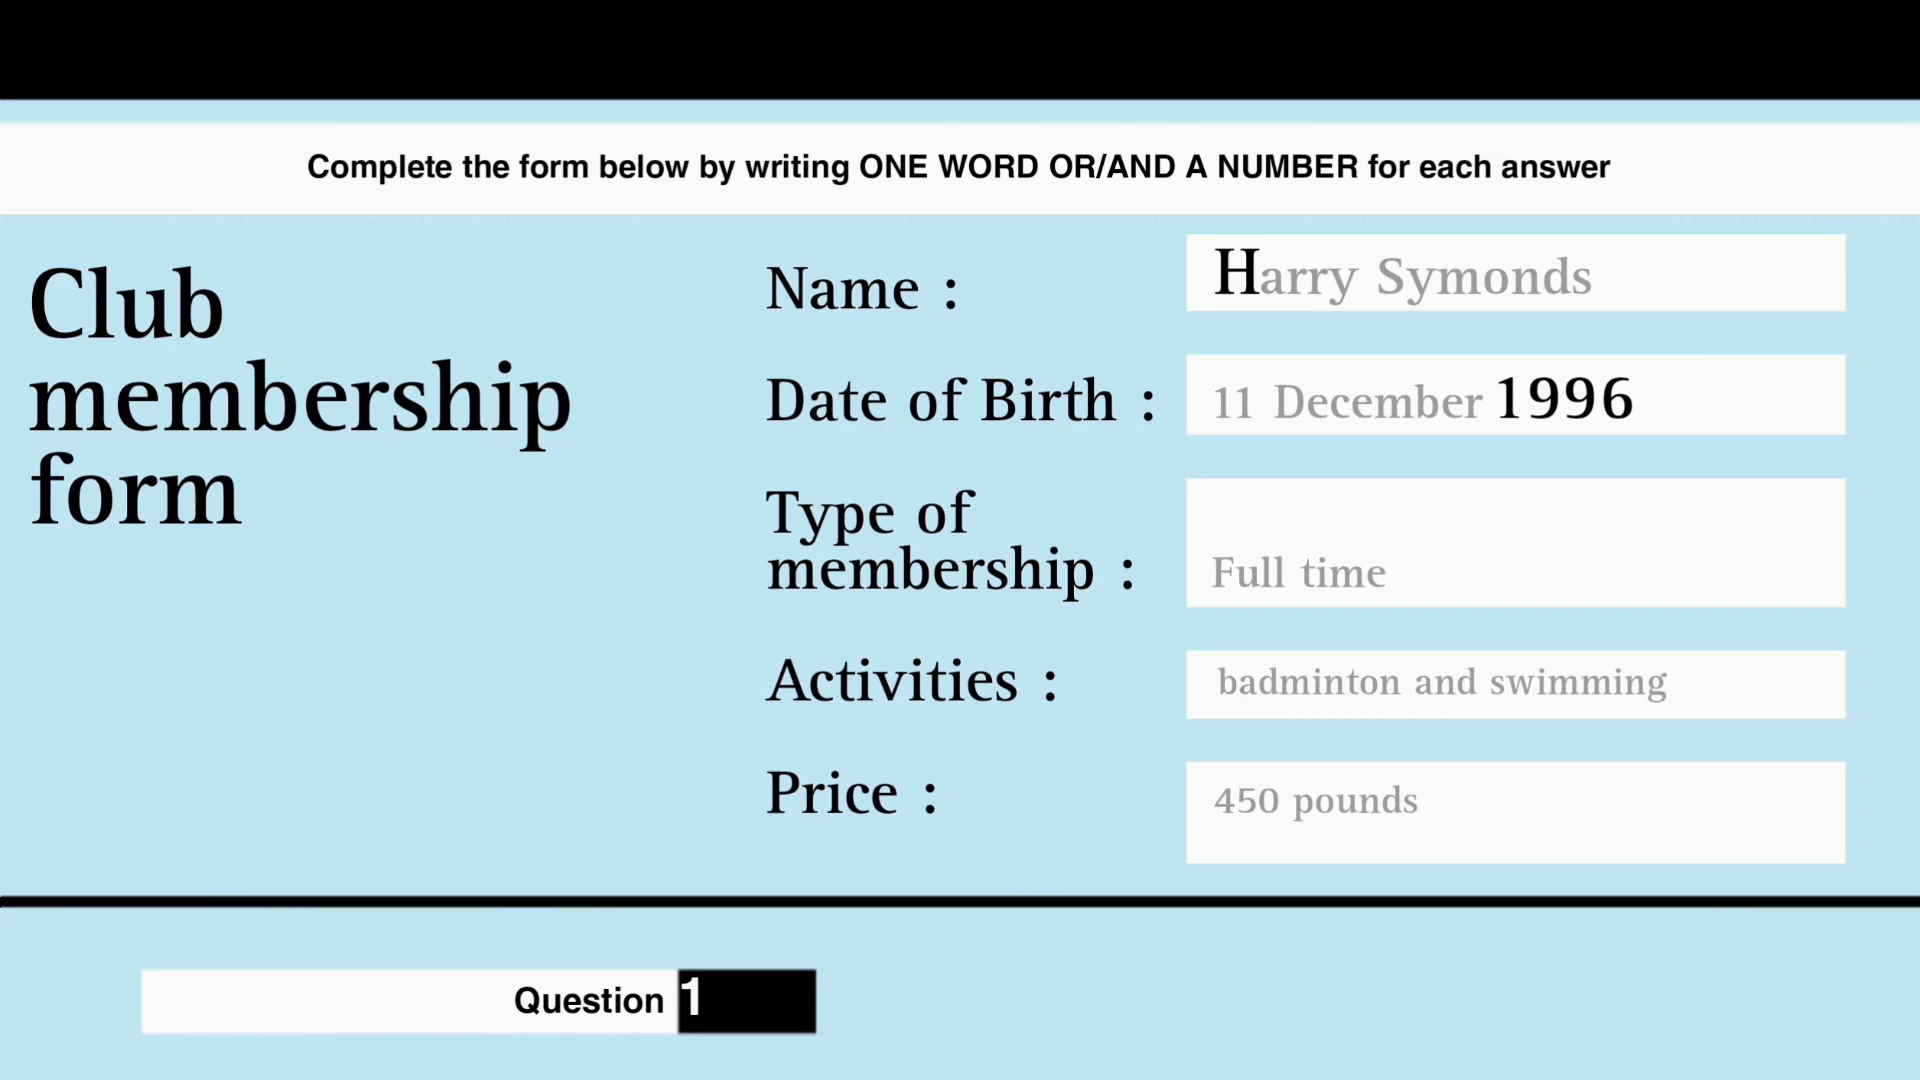 Complete the form below by writing ONE WORD OR/AND A NUMBER for each answer
Club
membership
form
Name : Harry Symonds
Date of Birth : 11 December 1996
Type of
membership : Full time
Activities : badminton and swimming
Price : 450 pounds
Question 1